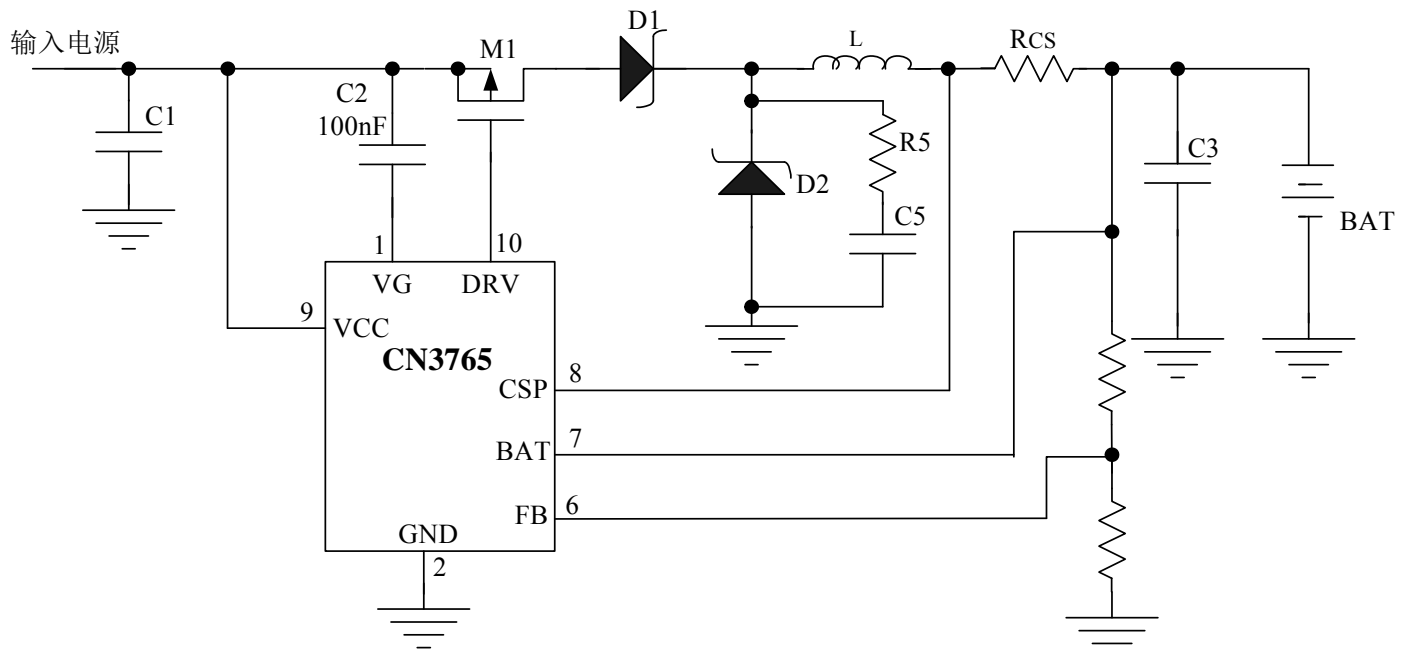 输入电源
D1
M1
L
RCS
C2
100nF
C1
R5
C3
D2
C5
BAT
1
10
VG
DRV
9
VCC
CN3765
8
CSP
7
BAT
6
FB
GND
2